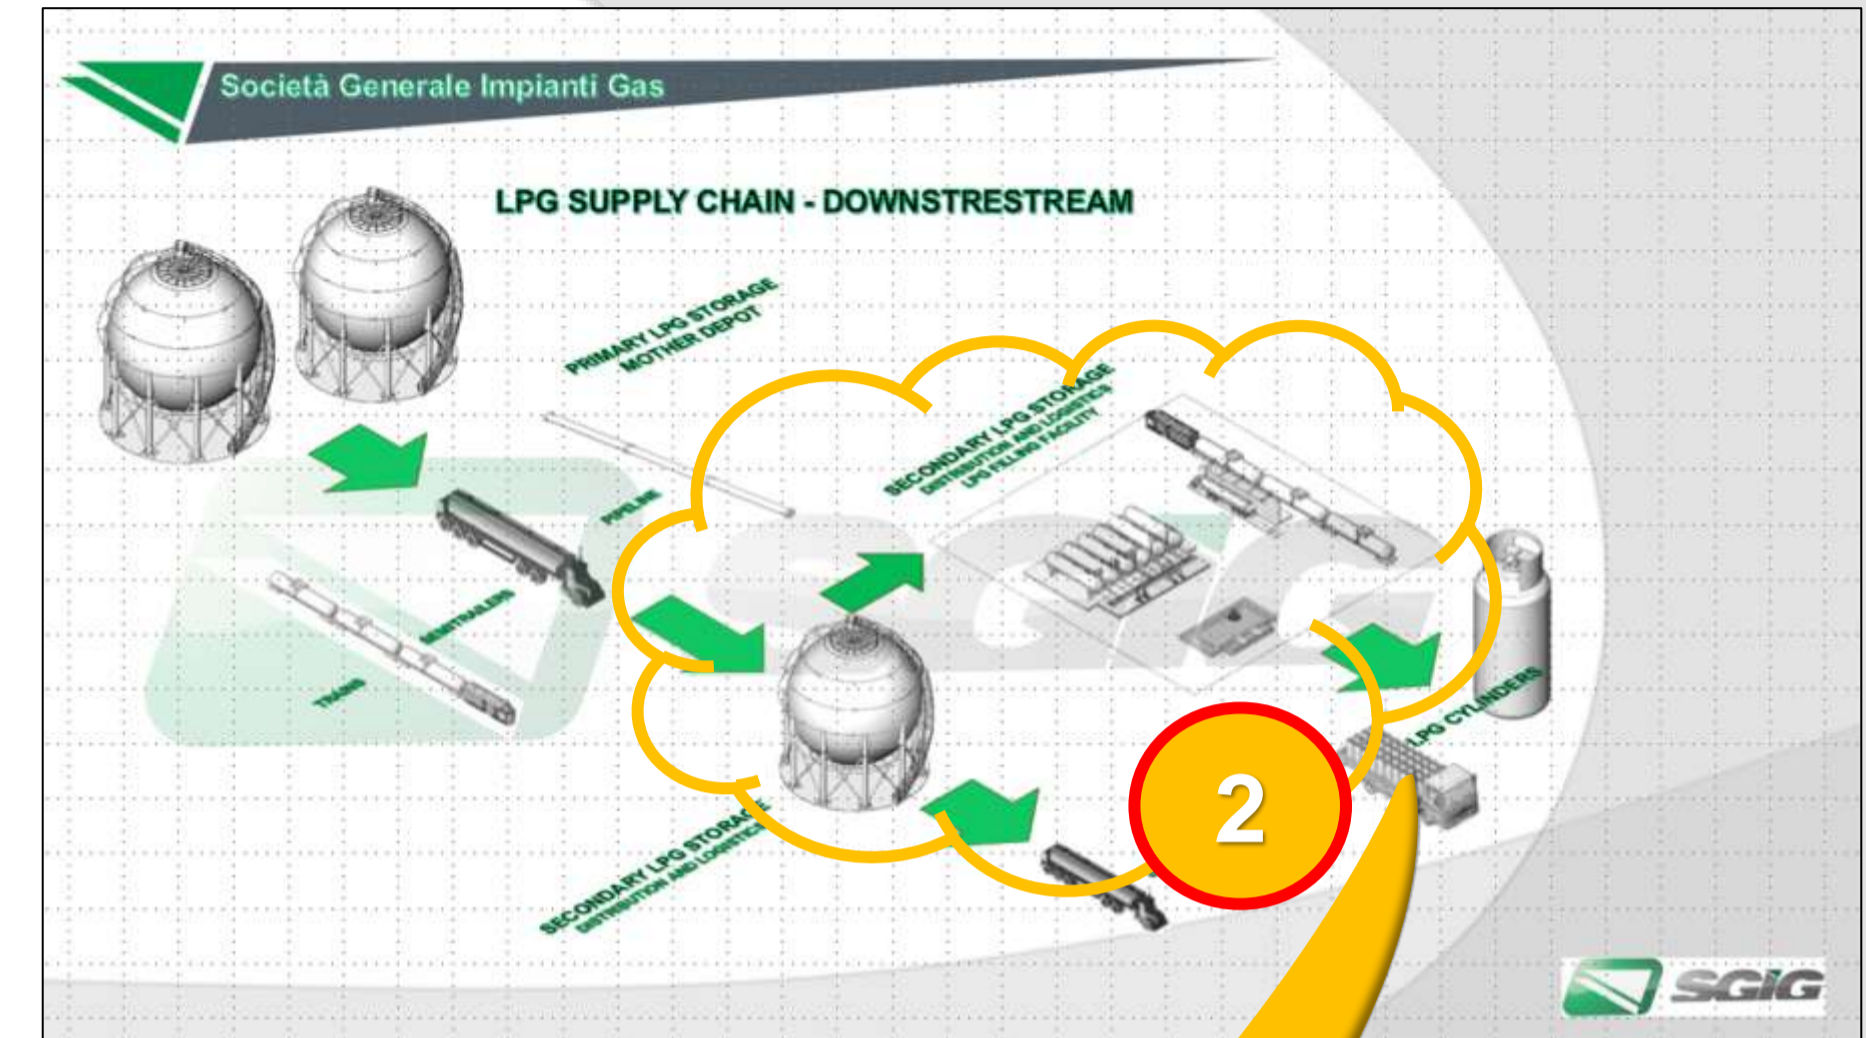 Società Generale Impianti Gas
LPG SUPPLY CHAIN - DOWNSTRESTREAM
PRIMARY LPG STORAGE
MOTHER DEPOT
SECONDARY LPG STORAGE
DISTRIBUTION AND LOGISTICS
LPG FILLING FACILITY
PIPELINE
SEMITRAILERS
TRAINS
LPG CYLINDERS
SECONDARY LPG STORAGE
DISTRIBUTION AND LOGISTICS
2
SGIG
SGIG